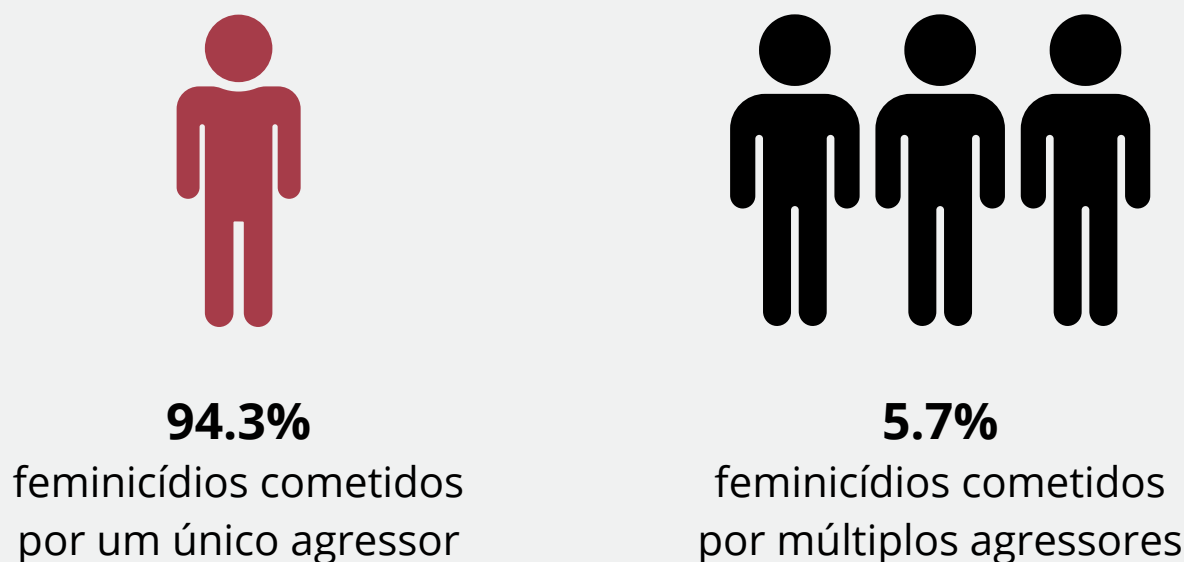 94.3%
feminicídios cometidos
por um único agressor
5.7%
feminicídios cometidos
por múltiplos agressores